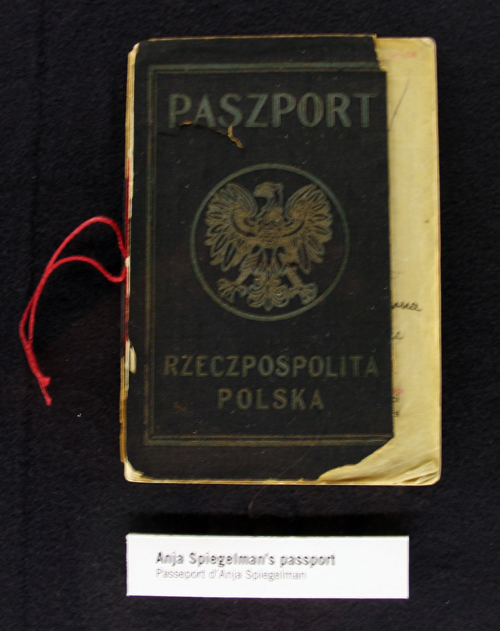 PASZPORT
RZECZPOSPOLITA
POLSKA
Anja Spiegelman's passport
Passeport d'Anja Spiegelman